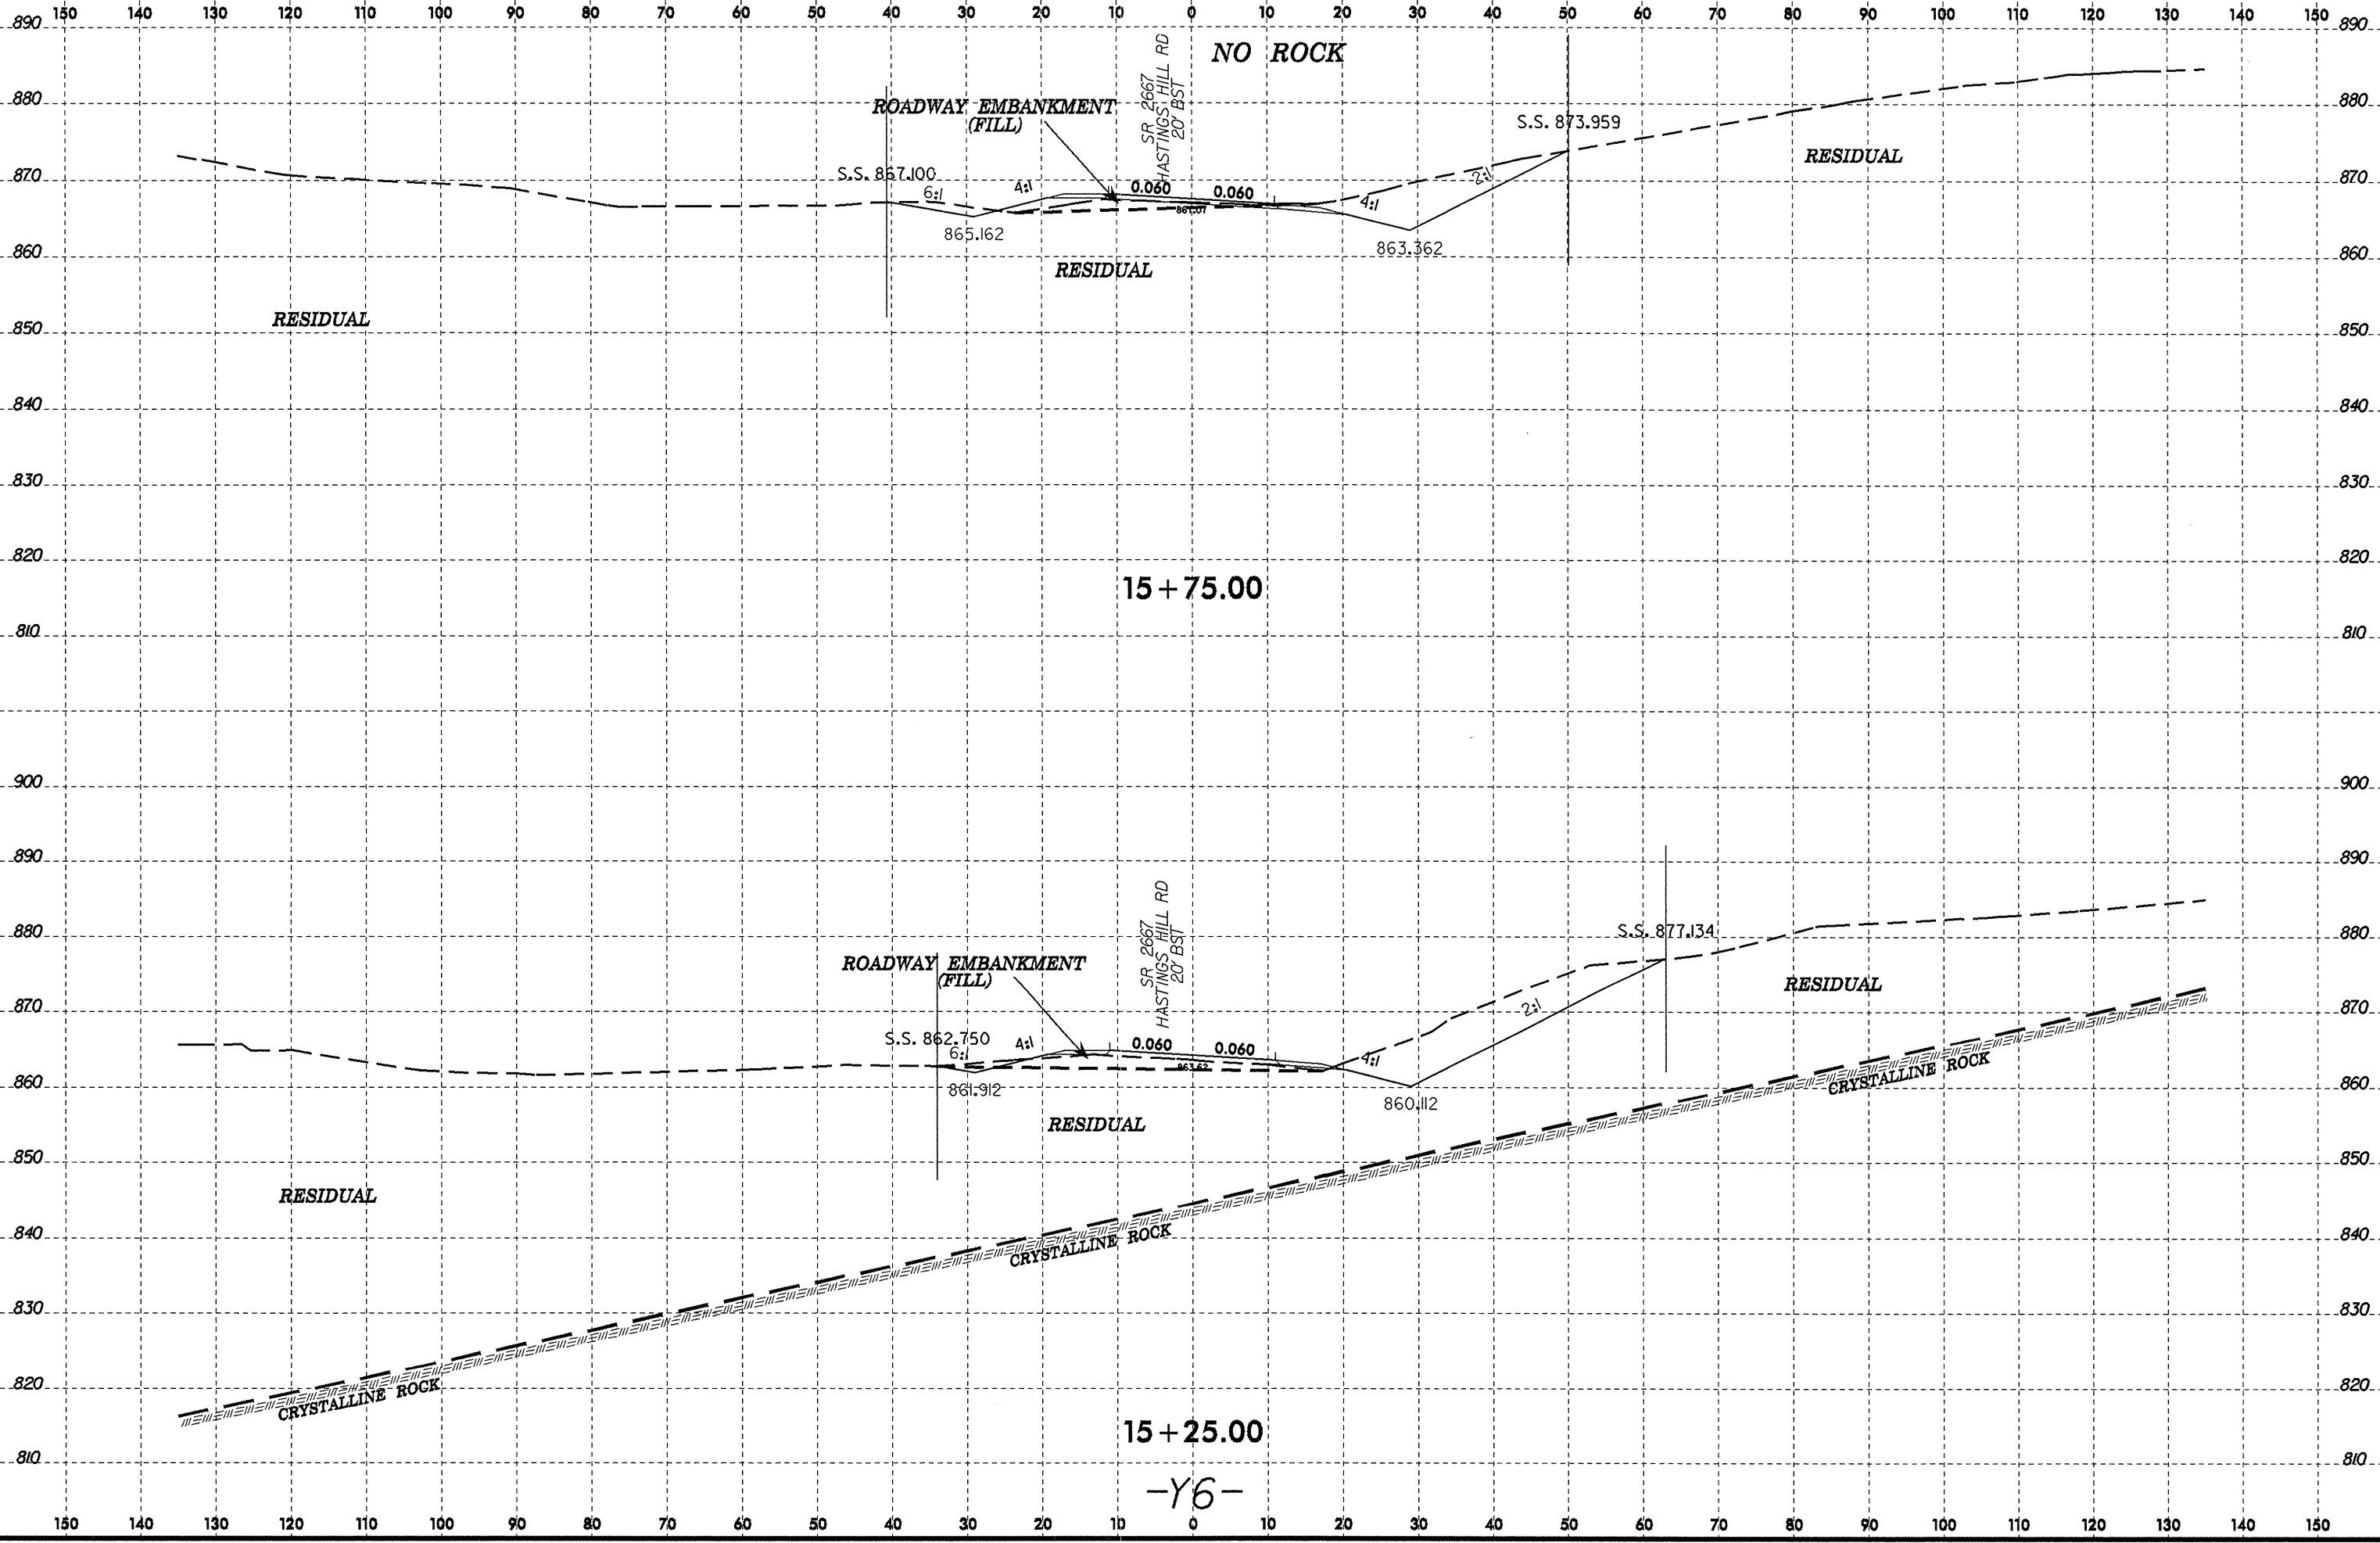 150 140 130 120 110 100 90 80 70 60 50 40 30 20 10 0 10 20 30 40 50 60 70 80 90 100 110 120 130 140 150
890 890
NO ROCK
SR 2667
HASTINGS HILL RD
20' BST
880 880
ROADWAY EMBANKMENT
(FILL)
S.S. 873.959
RESIDUAL
870 870
S.S. 867.100
6:1
4:1
0.060
0.060
4:1
2:1
865.162
863.362
860 860
RESIDUAL
RESIDUAL
850 850
840 840
830 830
820 820
15+75.00
810 810
900 900
890 890
SR 2667
HASTINGS HILL RD
20' BST
880 880
S.S. 877.134
ROADWAY EMBANKMENT
(FILL)
RESIDUAL
870 870
S.S. 862.750
6:1
4:1
0.060
0.060
4:1
2:1
863.62
861.912
860.112
860 860
CRYSTALLINE ROCK
RESIDUAL
850 850
RESIDUAL
840 840
CRYSTALLINE ROCK
830 830
820 820
CRYSTALLINE ROCK
15+25.00
810 810
-Y6-
150 140 130 120 110 100 90 80 70 60 50 40 30 20 10 0 10 20 30 40 50 60 70 80 90 100 110 120 130 140 150